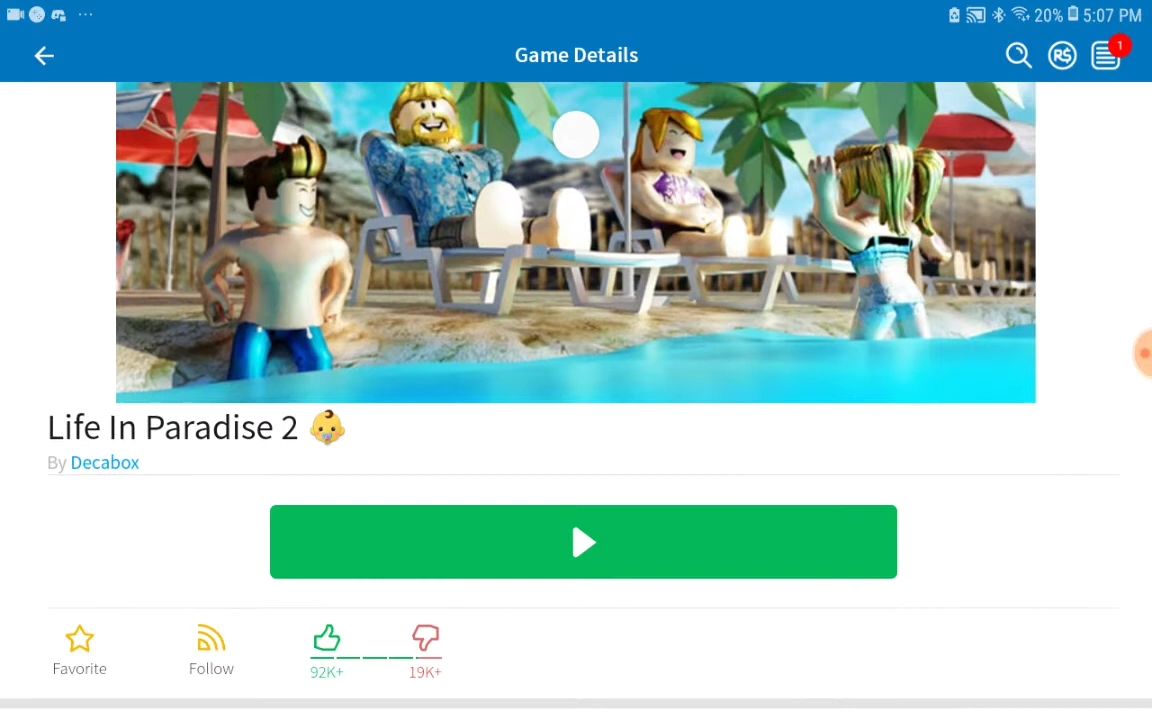 20% 5:07 PM
Game Details
R$
1
Life In Paradise 2
By Decabox
Favorite
Follow
92K+
19K+